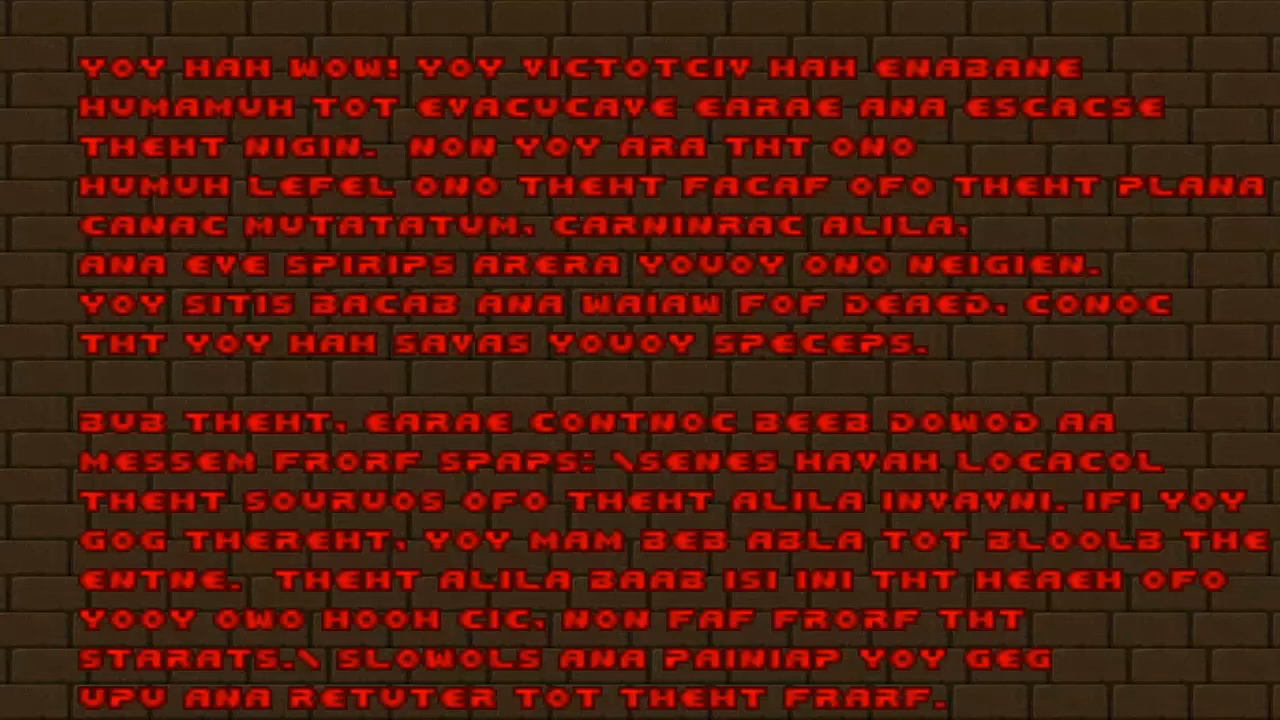 YOY HAH WOW! YOY VICTOTCIV HAH ENABANE
HUMAMUH TOT EVACUCAVE EARAE ANA ESCACSE
THEHT NIGIN. NON YOY ARA THT ONO
HUMUH LEFEL ONO THEHT FACAF OFO THEHT PLANA
CANAC MUTATATUM, CARNINRAC ALILA,
ANA EVE SPIRIPS ARERA YOUOY ONO NEIGIEN.
YOY SITIS BACAB ANA WAIAW FOF DEAED, CONOC
THT YOY HAH SAVAS YOUOY SPECEPS.
BUB THEHT, EARAE CONTNOC BEEB DOWOD AA
MESSEM FRORF SPAPS: \SENES HAVAH LOCACOL
THEHT SOURUOS OFO THEHT ALILA INVAVNI. IFI YOY
GOG THEREHT, YOY MAM BEB ABLA TOT BLOOLB THE
ENTNE. THEHT ALILA BAAB ISI INI THT HEAEH OFO
YOOY OWO HOOH CIC, NON FAF FRORF THT
STARATS.\ SLOWOLS ANA PAINIAP YOY GEG
UPU ANA RETUTER TOT THEHT FRARF.